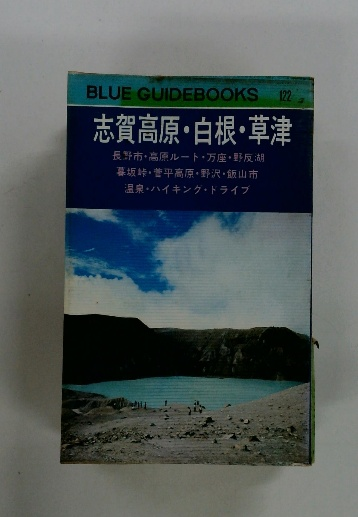 BLUE GUIDEBOOKS 122
志賀高原・白根・草津
長野市・高原ルート・万座・野反湖
暮坂峠・菅平高原・野沢・飯山市
温泉・ハイキング・ドライブ